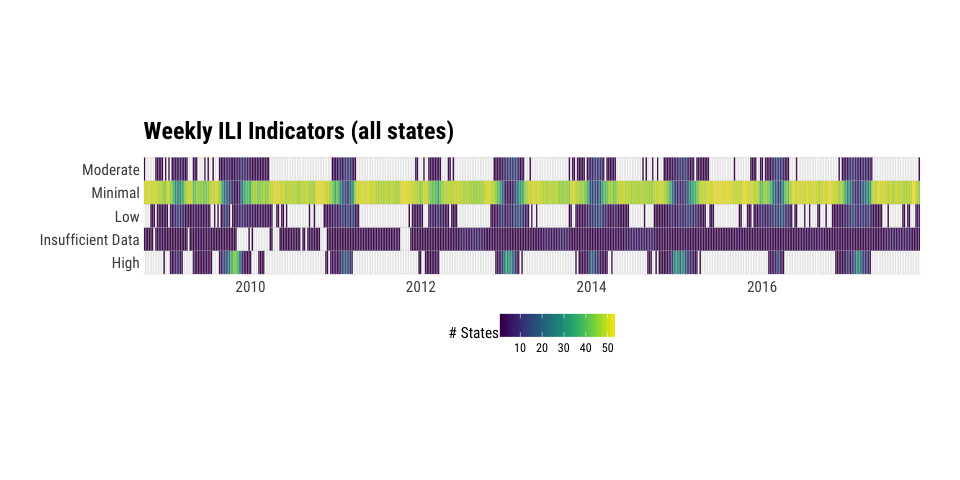 Weekly ILI Indicators (all states)
Moderate
Minimal
Low
Insufficient Data
High
2010 2012 2014 2016
# States
10 20 30 40 50